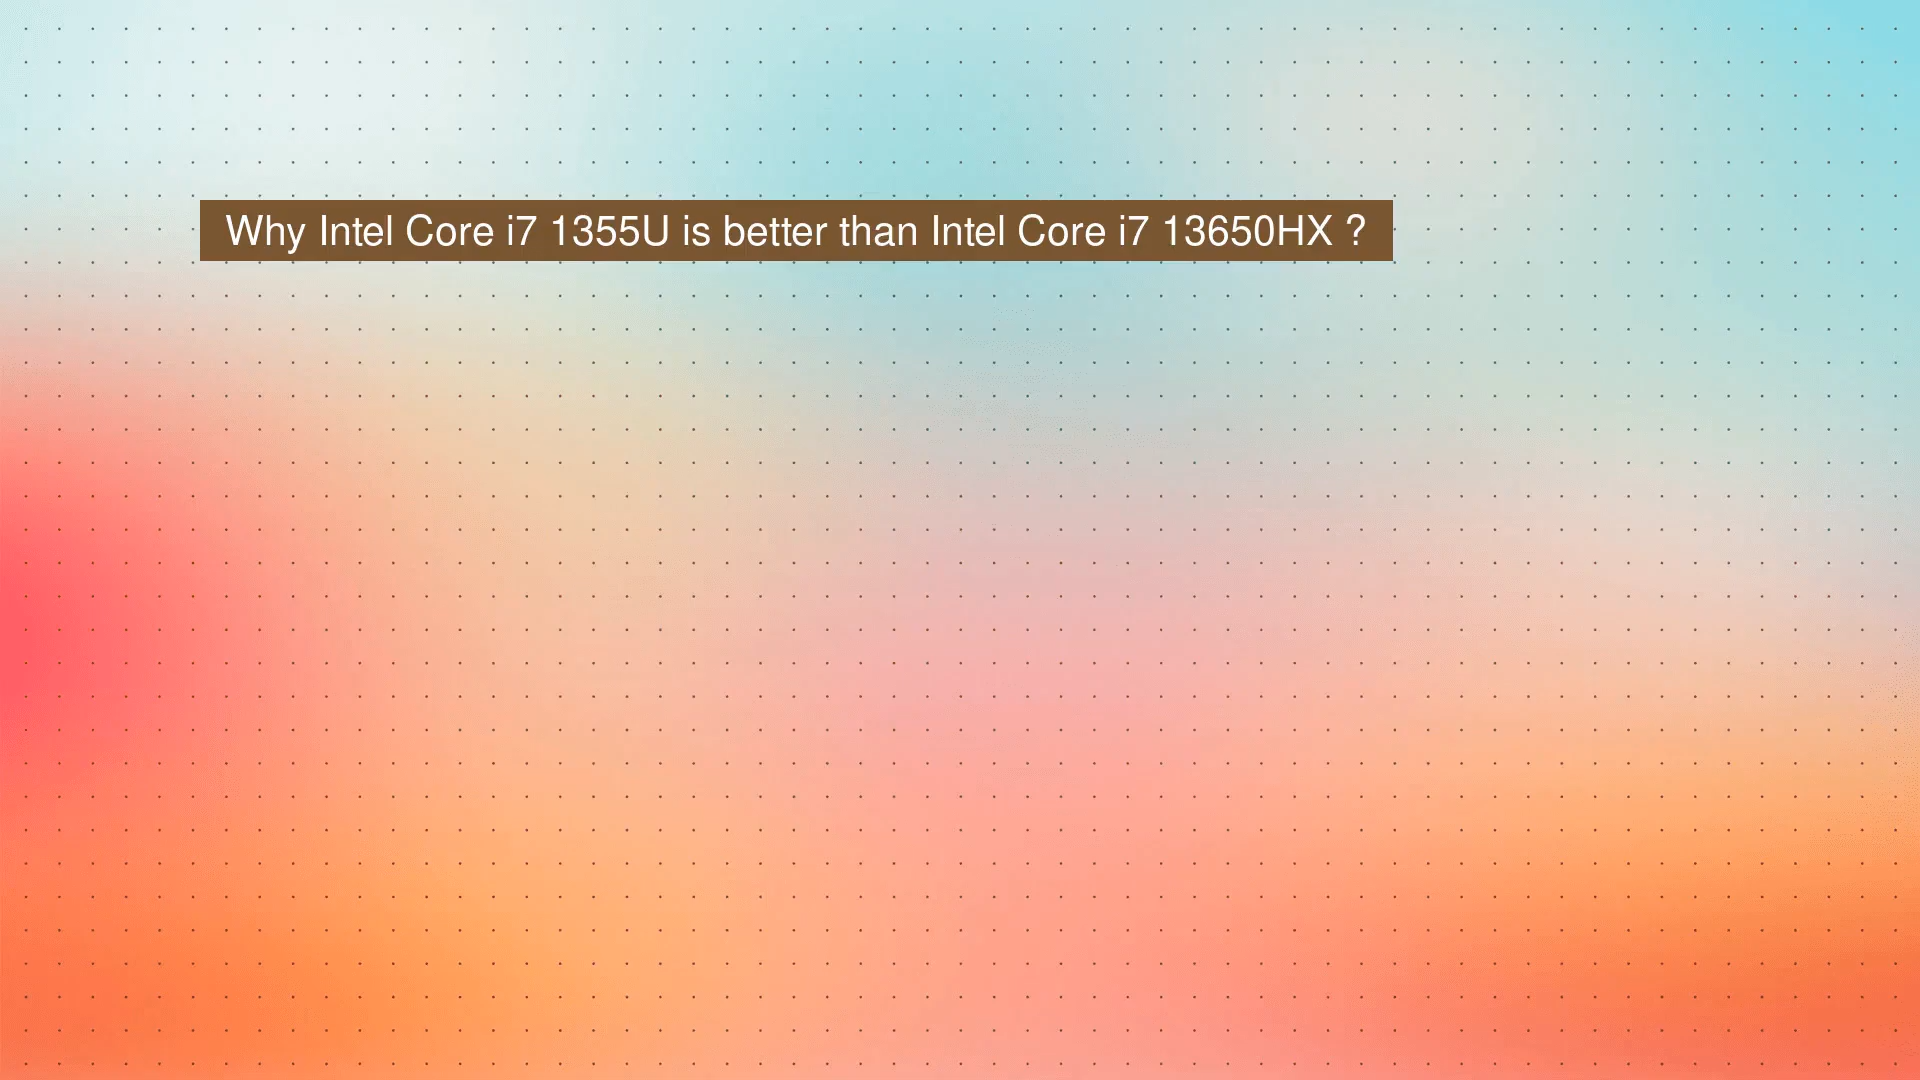 Why Intel Core i7 1355U is better than Intel Core i7 13650HX ?